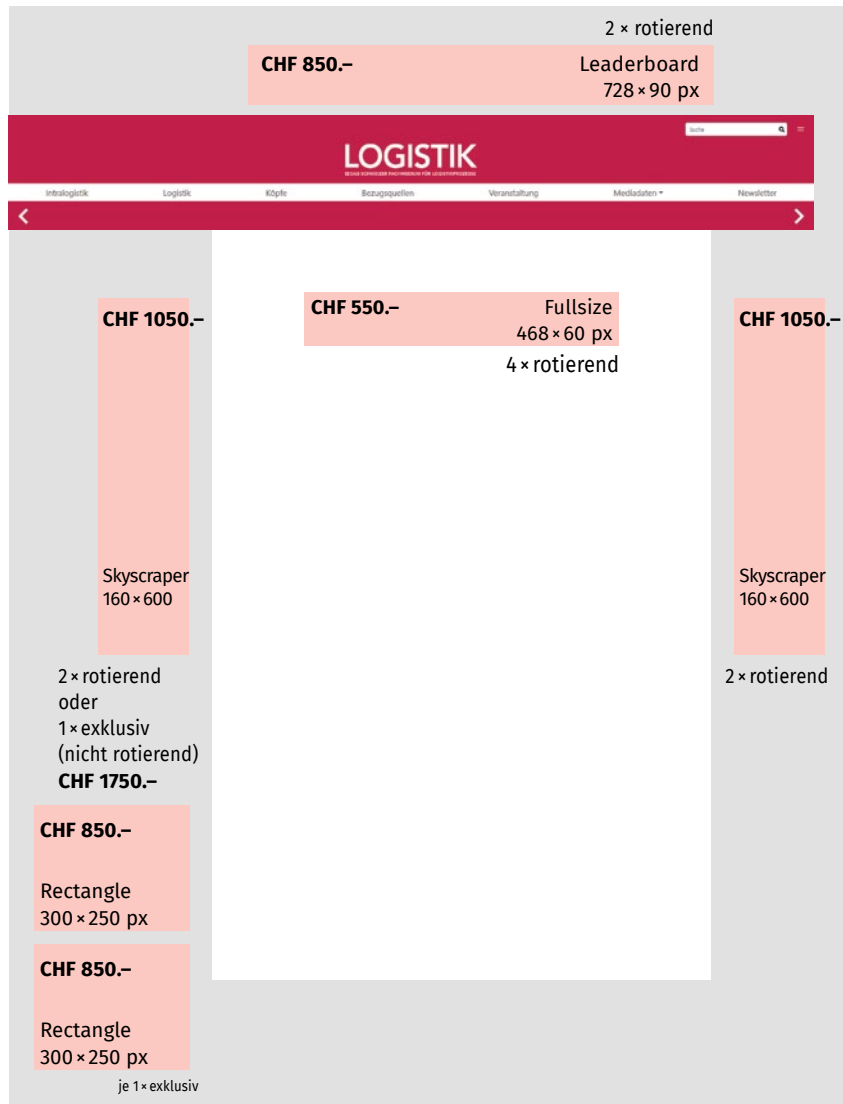 2 × rotierend
CHF 850.– Leaderboard
728 × 90 px
Suche
LOGISTIK
Intralogistik Logistik Köpfe Bezugsquellen Veranstaltung Mediadaten Newsletter
CHF 1050.–
Skyscraper
160 × 600
2 × rotierend
oder
1 × exklusiv
(nicht rotierend)
CHF 1750.–
CHF 550.– Fullsize
468 × 60 px
4 × rotierend
CHF 1050.–
Skyscraper
160 × 600
2 × rotierend
CHF 850.–
Rectangle
300 × 250 px
CHF 850.–
Rectangle
300 × 250 px
je 1 × exklusiv